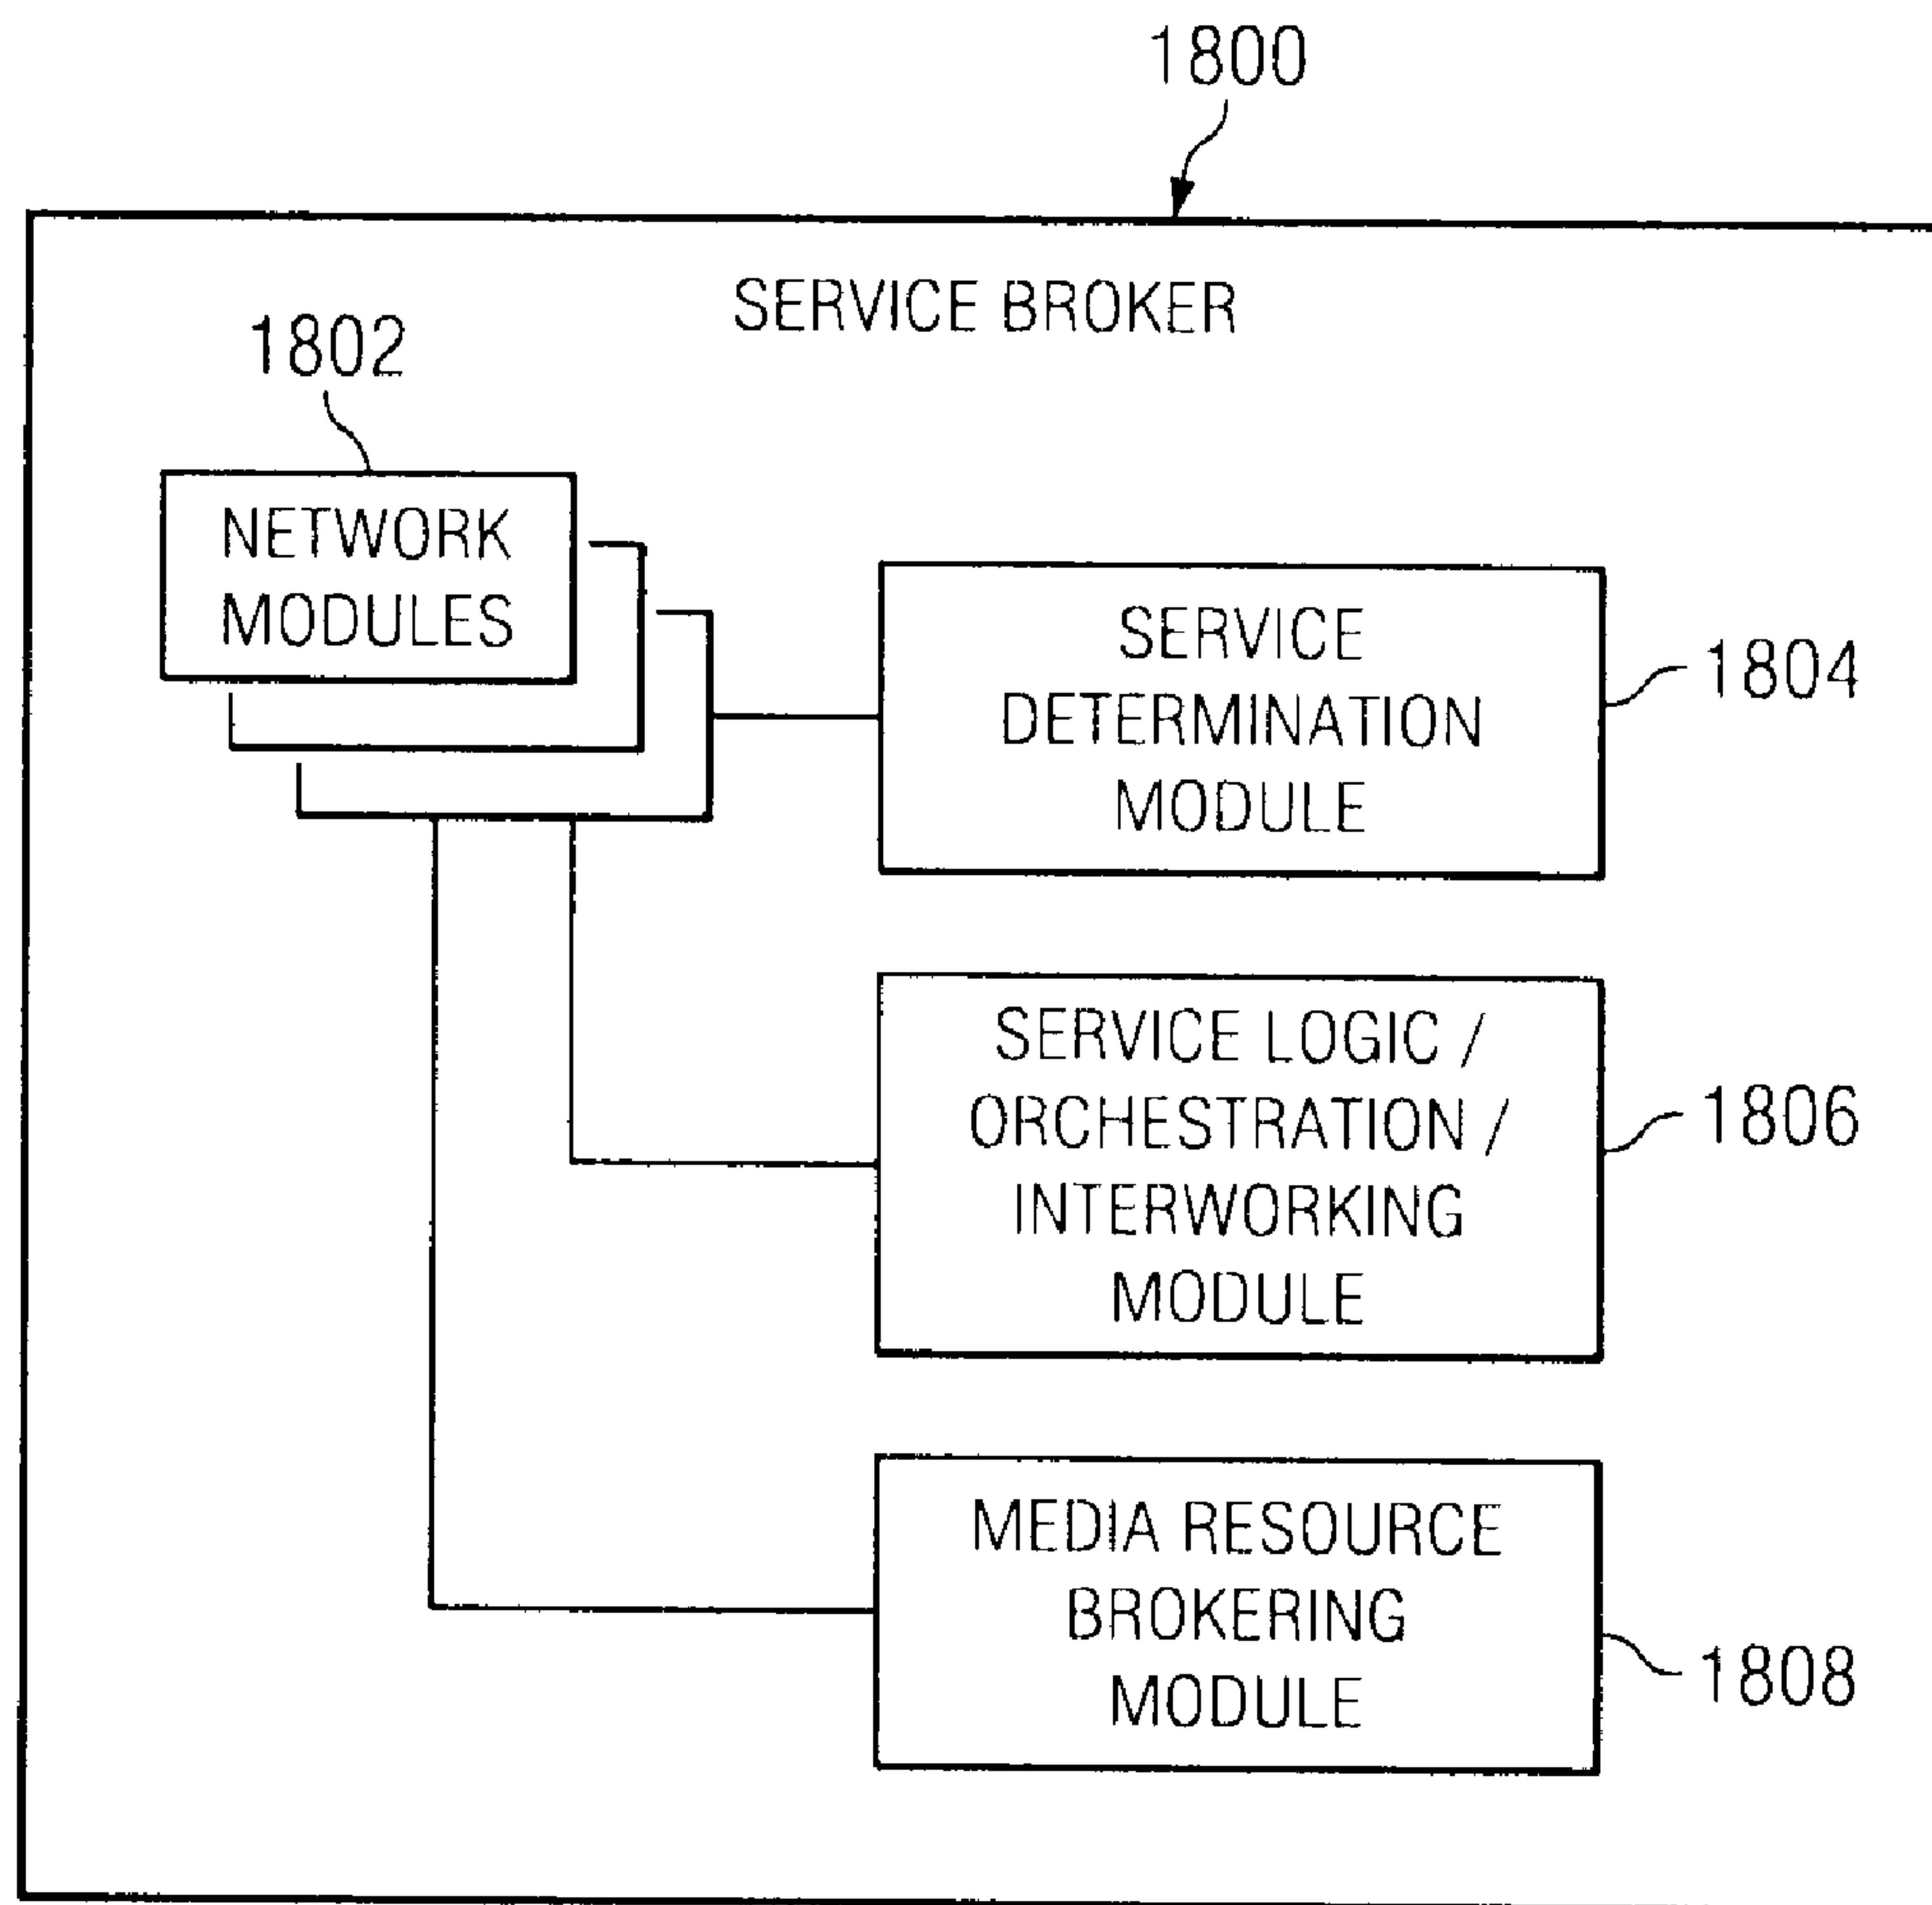 1800
SERVICE BROKER
1802
NETWORK
MODULES
SERVICE
DETERMINATION
MODULE
1804
SERVICE LOGIC /
ORCHESTRATION /
INTERWORKING
MODULE
1806
MEDIA RESOURCE
BROKERING
MODULE
1808